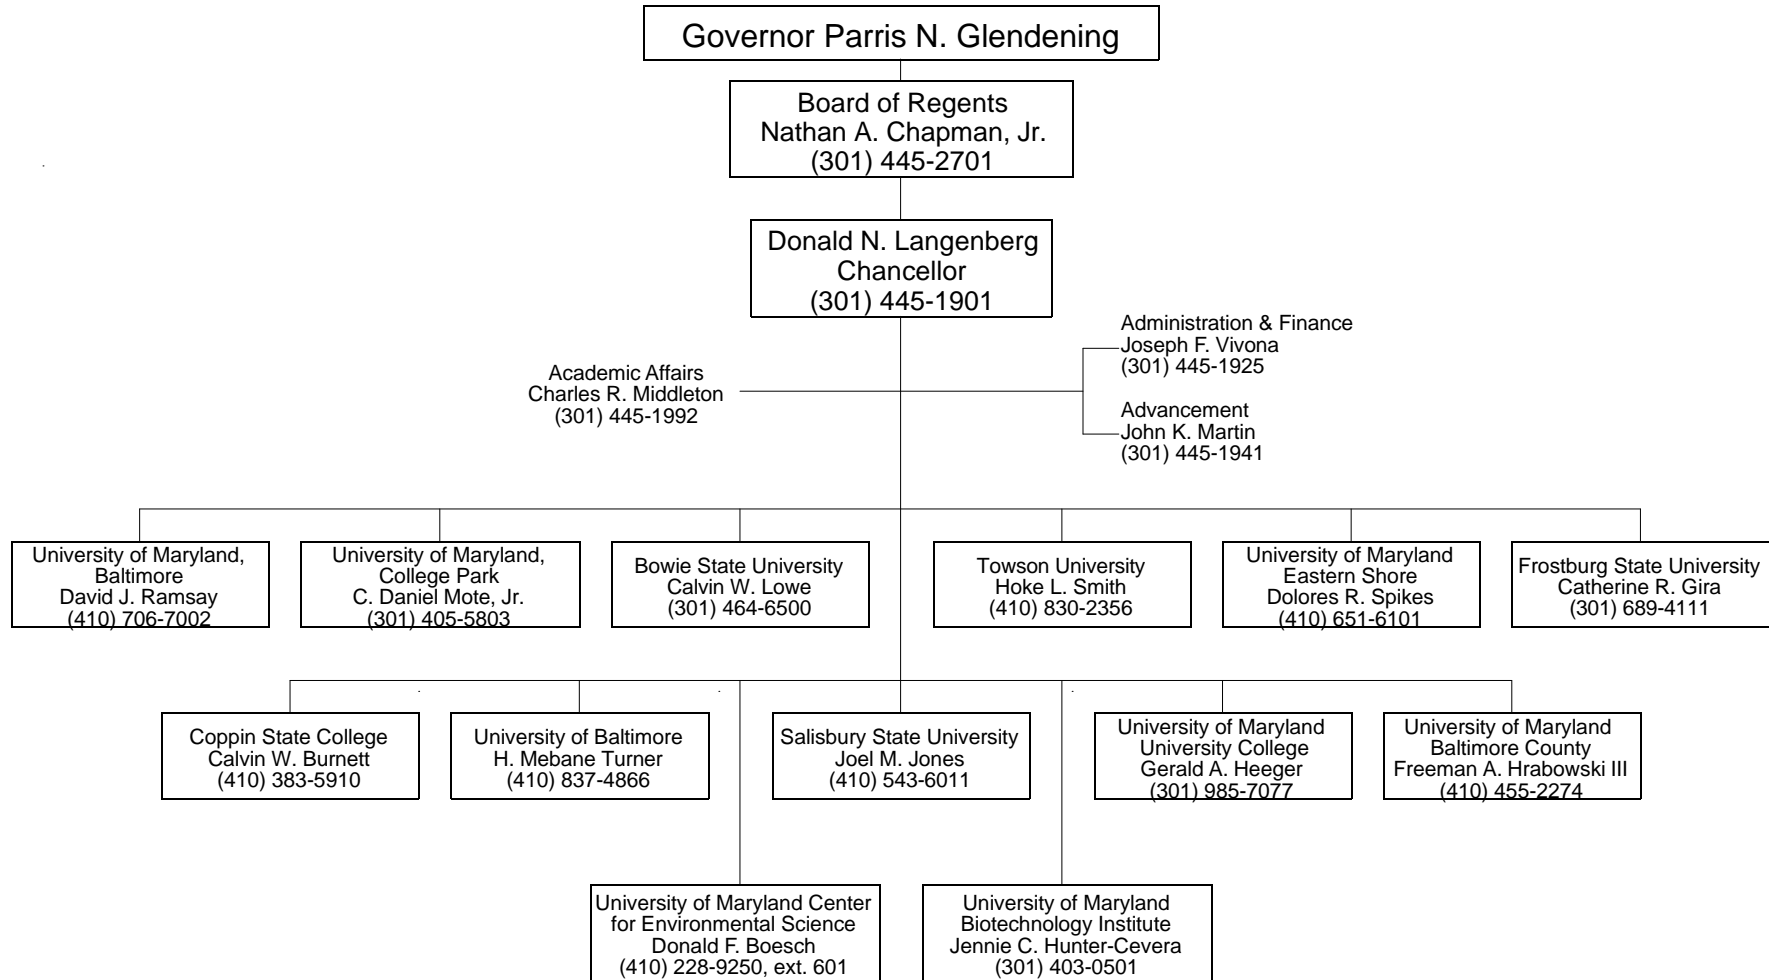 Governor Parris N. Glendening
Board of Regents
Nathan A. Chapman, Jr.
(301) 445-2701
Donald N. Langenberg
Chancellor
(301) 445-1901
Academic Affairs
Charles R. Middleton
(301) 445-1992
Administration & Finance
Joseph F. Vivona
(301) 445-1925
Advancement
John K. Martin
(301) 445-1941
University of Maryland,
Baltimore
David J. Ramsay
(410) 706-7002
University of Maryland,
College Park
C. Daniel Mote, Jr.
(301) 405-5803
Bowie State University
Calvin W. Lowe
(301) 464-6500
Towson University
Hoke L. Smith
(410) 830-2356
University of Maryland
Eastern Shore
Dolores R. Spikes
(410) 651-6101
Frostburg State University
Catherine R. Gira
(301) 689-4111
Coppin State College
Calvin W. Burnett
(410) 383-5910
University of Baltimore
H. Mebane Turner
(410) 837-4866
Salisbury State University
Joel M. Jones
(410) 543-6011
University of Maryland
University College
Gerald A. Heeger
(301) 985-7077
University of Maryland
Baltimore County
Freeman A. Hrabowski III
(410) 455-2274
University of Maryland Center
for Environmental Science
Donald F. Boesch
(410) 228-9250, ext. 601
University of Maryland
Biotechnology Institute
Jennie C. Hunter-Cevera
(301) 403-0501